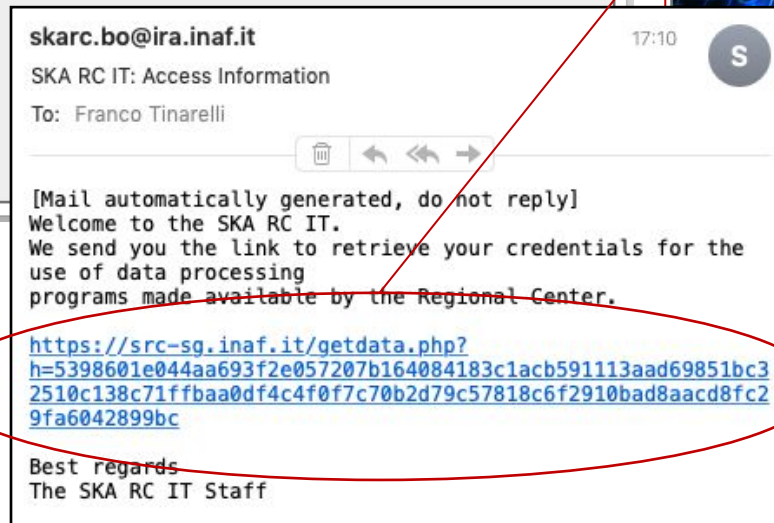 skarc.bo@ira.inaf.it
17:10
S
SKA RC IT: Access Information
To: Franco Tinarelli
[Mail automatically generated, do not reply]
Welcome to the SKA RC IT.
We send you the link to retrieve your credentials for the
use of data processing
programs made available by the Regional Center.
https://src-sg.inaf.it/getdata.php?
h=5398601e044aa693f2e057207b164084183c1acb591113aad69851bc3
2510c138c71ffbaa0df4c4f0f7c70b2d79c57818c6f2910bad8aacd8fc2
9fa6042899bc
Best regards
The SKA RC IT Staff